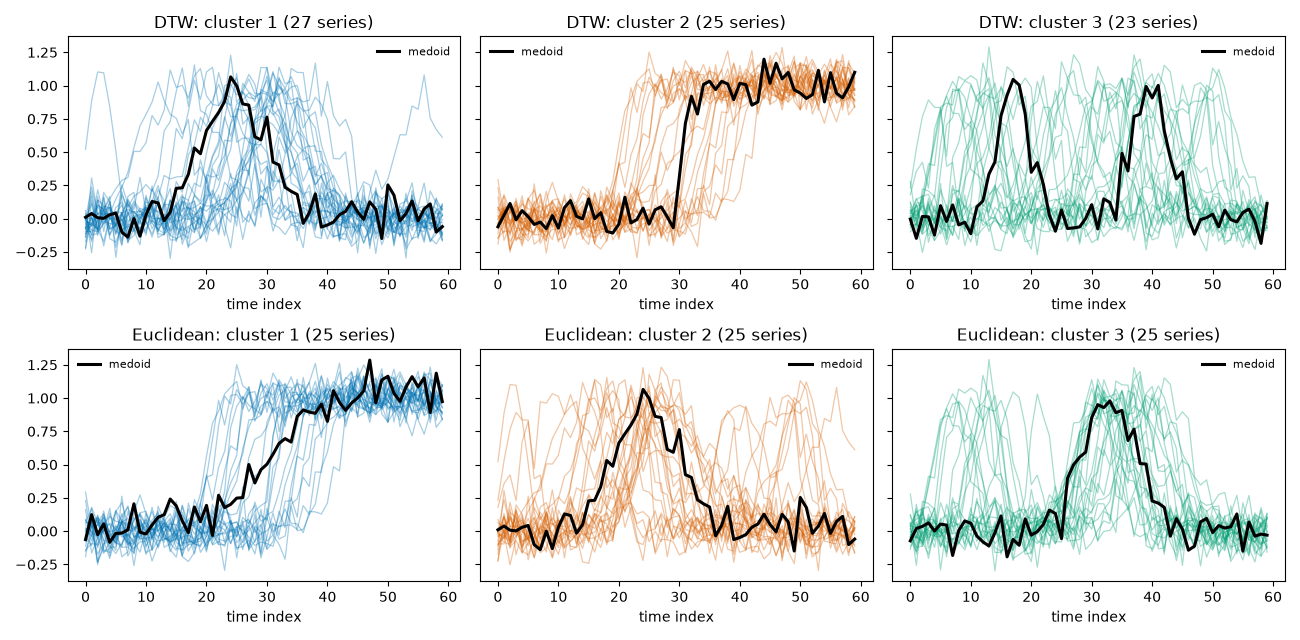 DTW: cluster 1 (27 series)
DTW: cluster 2 (25 series)
DTW: cluster 3 (23 series)
medoid
medoid
medoid
1.25
1.00
0.75
0.50
0.25
0.00
−0.25
0 10 20 30 40 50 60
0 10 20 30 40 50 60
0 10 20 30 40 50 60
time index
time index
time index
Euclidean: cluster 1 (25 series)
Euclidean: cluster 2 (25 series)
Euclidean: cluster 3 (25 series)
medoid
medoid
medoid
1.25
1.00
0.75
0.50
0.25
0.00
−0.25
0 10 20 30 40 50 60
0 10 20 30 40 50 60
0 10 20 30 40 50 60
time index
time index
time index